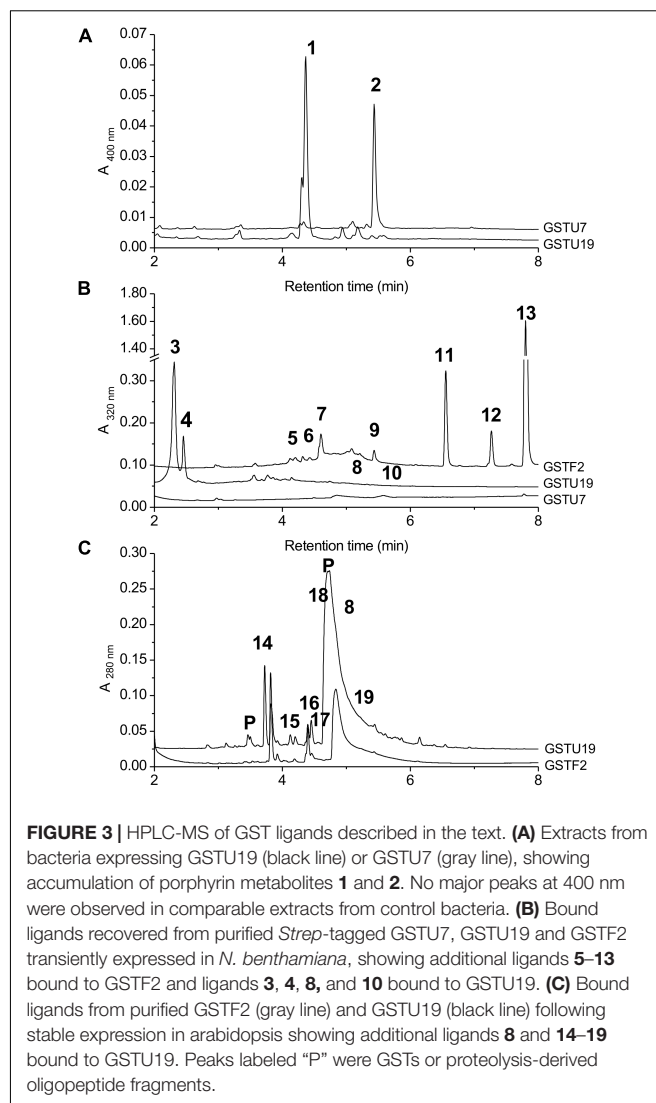 A
0.07
0.06
0.05
0.04
0.03
0.02
0.01
0.00
A 400 nm
1
2
GSTU7
GSTU19
2 4 6 8
Retention time (min)
B
1.80
1.60
1.40
0.30
0.20
0.10
0.00
A 320 nm
3
4
5
6
7
8
9
10
11
12
13
GSTF2
GSTU19
GSTU7
2 4 6 8
Retention time (min)
C
0.30
0.25
0.20
0.15
0.10
0.05
0.00
A 280 nm
P
14
15
16
17
18
P
8
19
GSTU19
GSTF2
2 4 6 8
FIGURE 3 | HPLC-MS of GST ligands described in the text. (A) Extracts from
bacteria expressing GSTU19 (black line) or GSTU7 (gray line), showing
accumulation of porphyrin metabolites 1 and 2. No major peaks at 400 nm
were observed in comparable extracts from control bacteria. (B) Bound
ligands recovered from purified Strep-tagged GSTU7, GSTU19 and GSTF2
transiently expressed in N. benthamiana, showing additional ligands 5–13
bound to GSTF2 and ligands 3, 4, 8, and 10 bound to GSTU19. (C) Bound
ligands from purified GSTF2 (gray line) and GSTU19 (black line) following
stable expression in arabidopsis showing additional ligands 8 and 14–19
bound to GSTU19. Peaks labeled “P” were GSTs or proteolysis-derived
oligopeptide fragments.